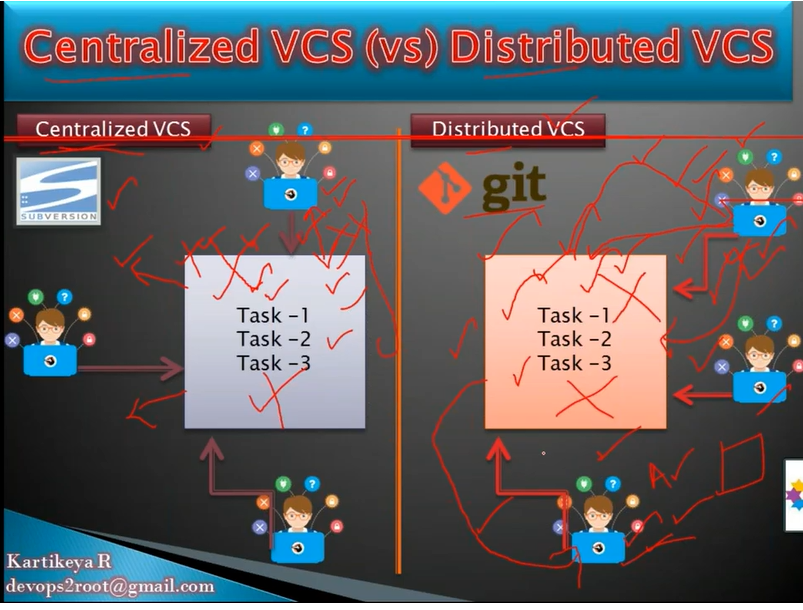 Centralized VCS (vs) Distributed VCS
Centralized VCS
Distributed VCS
SUBVERSION
git
Task -1
Task -2
Task -3
Task -1
Task -2
Task -3
A
Kartikeya R
devops2root@gmail.com